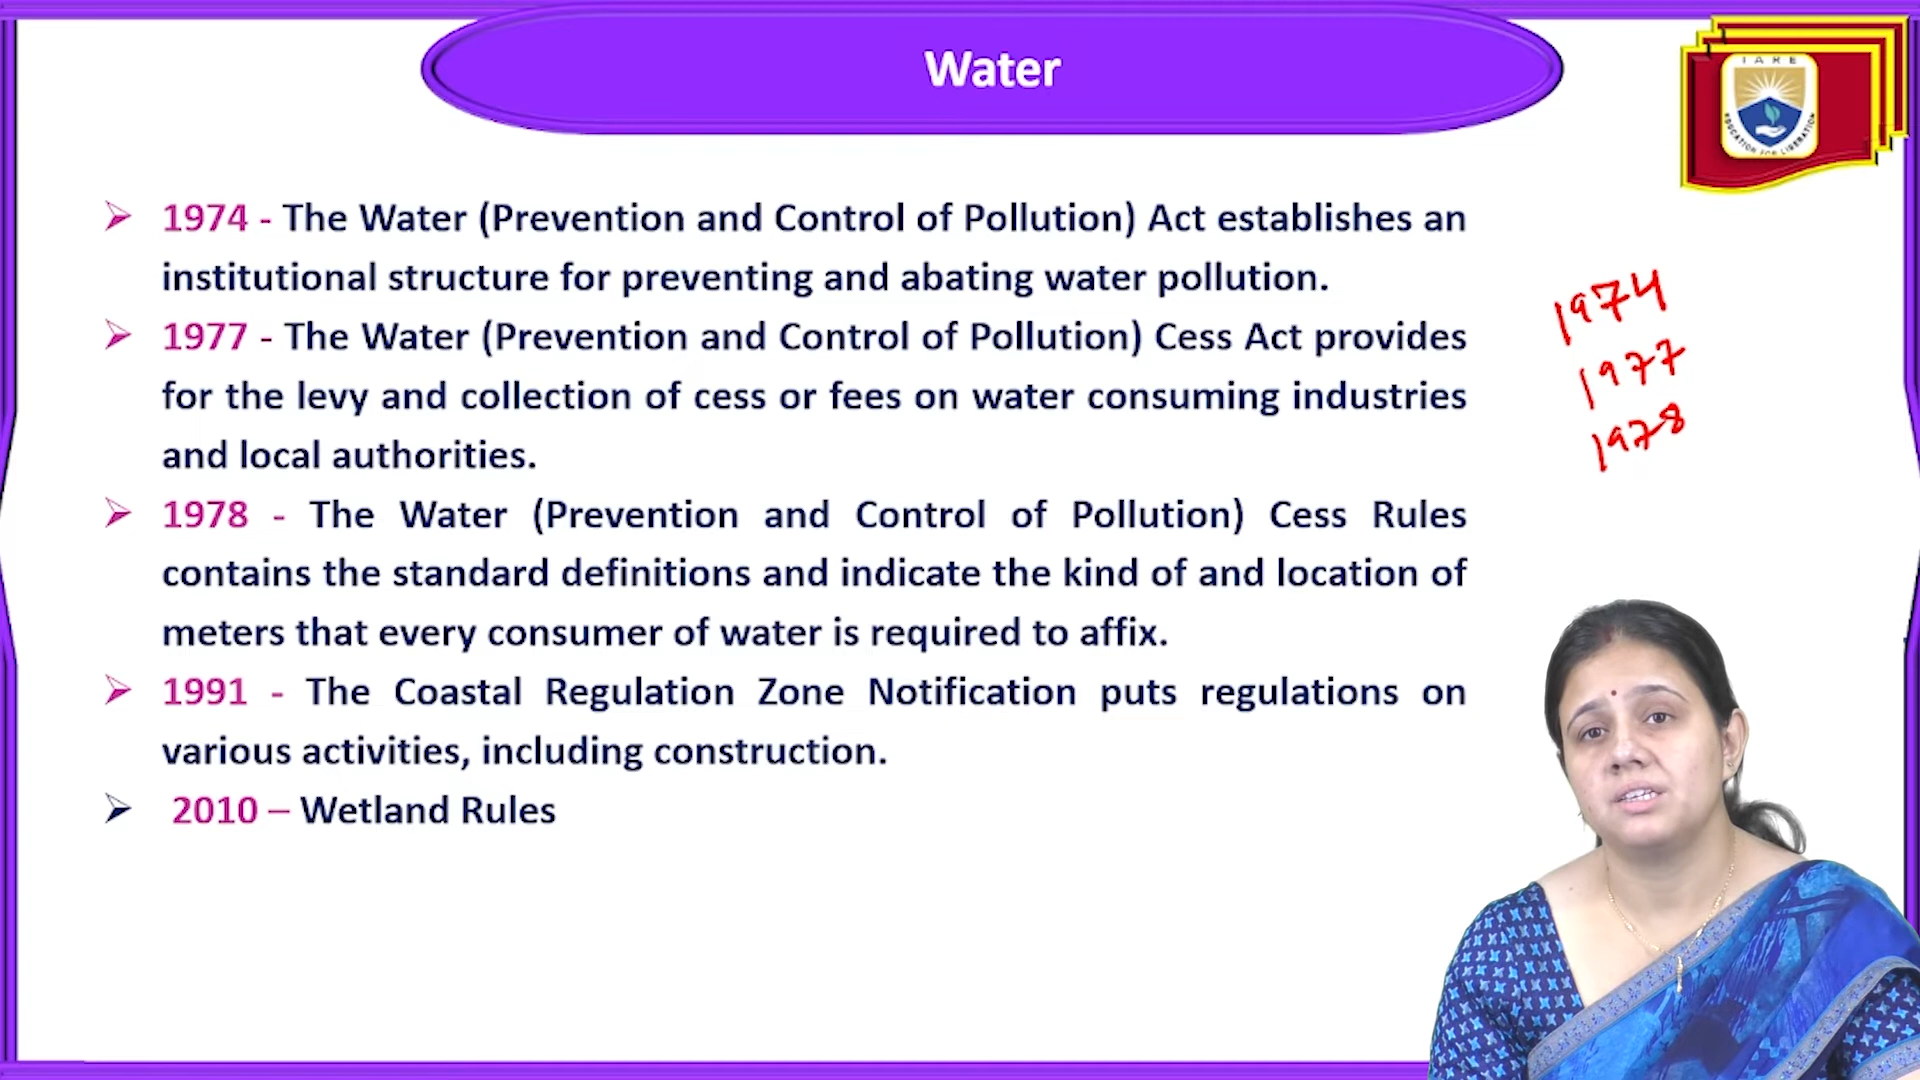 Water
IARE
EDUCATION FOR LIBERATION
1974 - The Water (Prevention and Control of Pollution) Act establishes an
institutional structure for preventing and abating water pollution.
1977 - The Water (Prevention and Control of Pollution) Cess Act provides
for the levy and collection of cess or fees on water consuming industries
and local authorities.
1978 - The Water (Prevention and Control of Pollution) Cess Rules
contains the standard definitions and indicate the kind of and location of
meters that every consumer of water is required to affix.
1991 - The Coastal Regulation Zone Notification puts regulations on
various activities, including construction.
2010 – Wetland Rules
1974
1977
1978